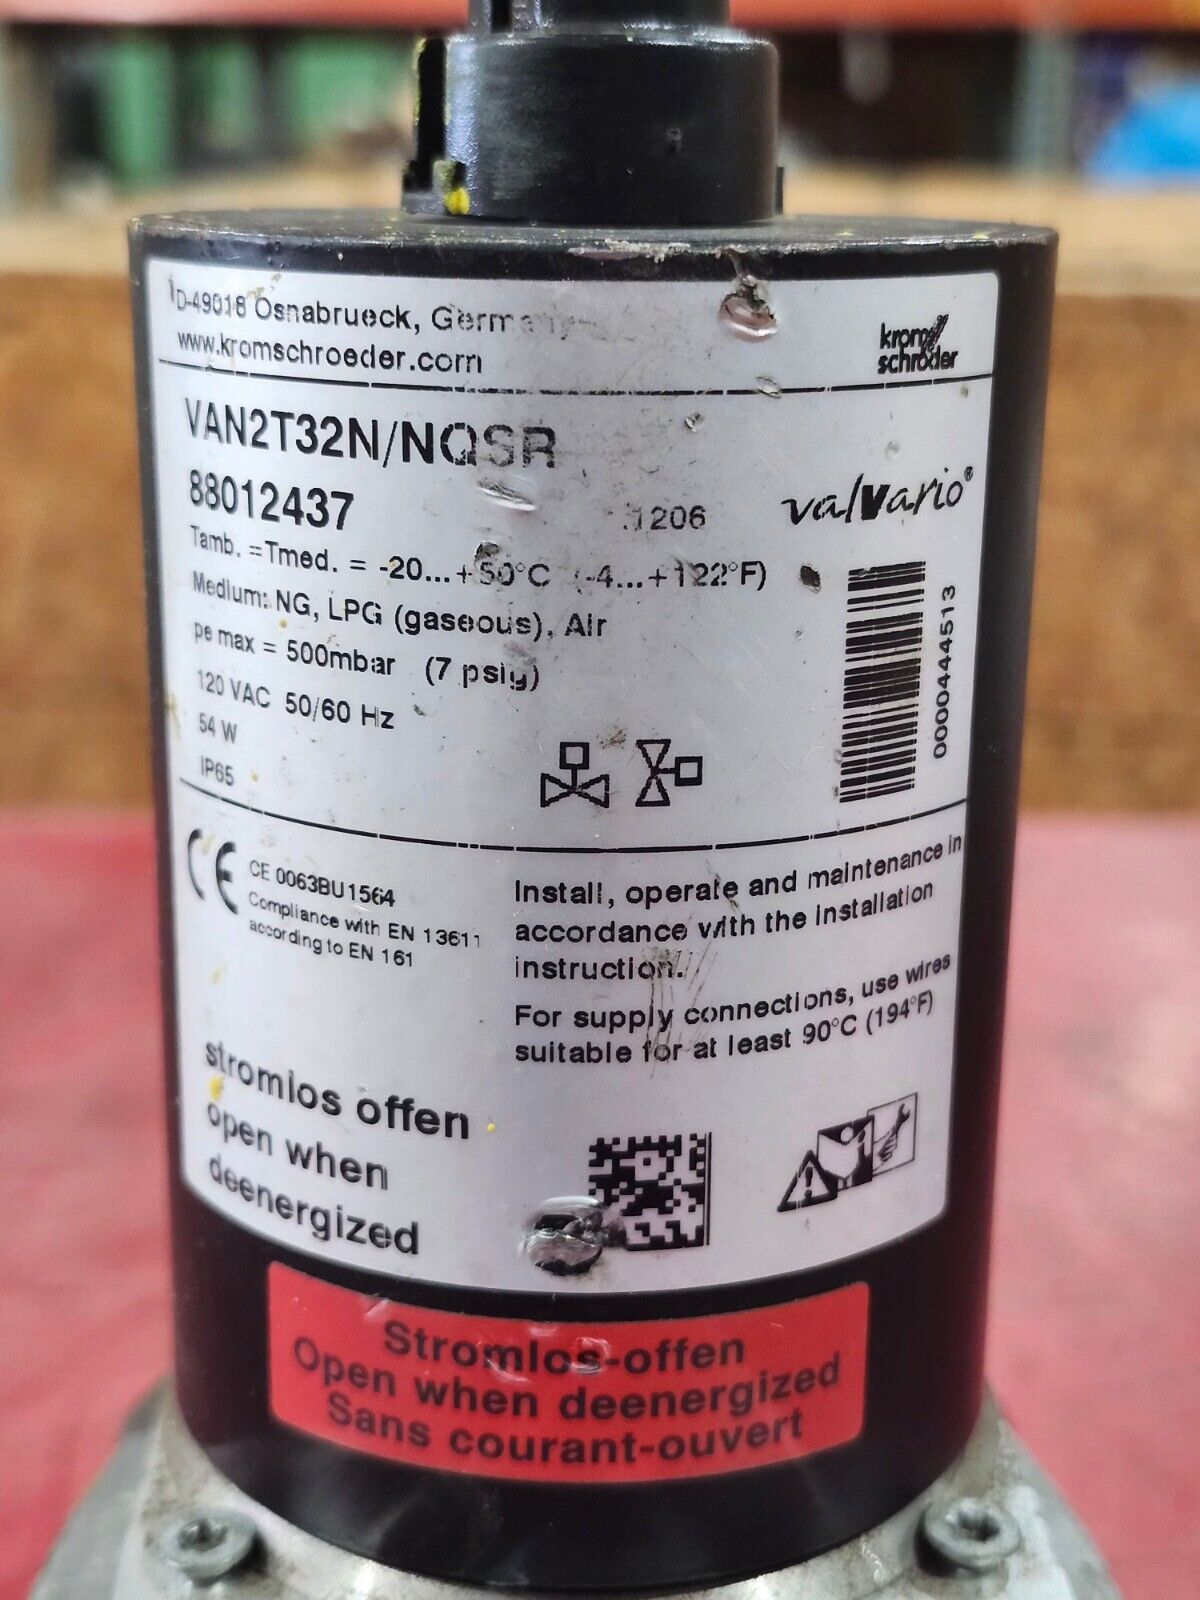 D-49018 Osnabrueck, Germany
www.kromschroeder.com
krom
schröder
VAN2T32N/NQSR
88012437
1206
valvario®
Tamb. =Tmed. = -20...+50°C (-4...+122°F)
Medium: NG, LPG (gaseous), Air
pe max = 500mbar (7 psig)
120 VAC 50/60 Hz
54 W
IP65
0000444513
CE
CE 0063BU1564
Compliance with EN 13611
according to EN 161
Install, operate and maintenance in
accordance with the installation
instruction.
For supply connections, use wires
suitable for at least 90°C (194°F)
stromlos offen
open when
deenergized
Stromlos-offen
Open when deenergized
Sans courant-ouvert